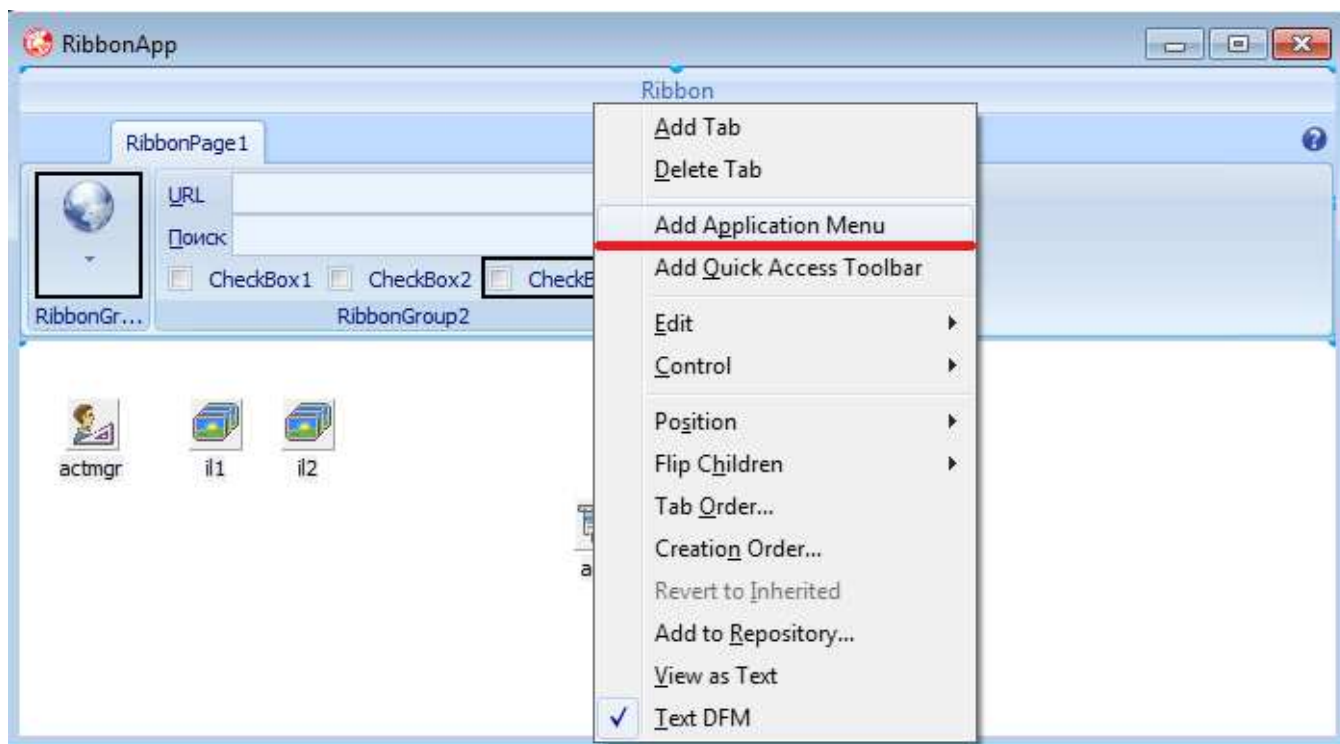 RibbonApp
Ribbon
RibbonPage1
URL
Поиск
CheckBox1 CheckBox2 CheckB
RibbonGr... RibbonGroup2
Add Tab
Delete Tab
Add Application Menu
Add Quick Access Toolbar
Edit
Control
Position
Flip Children
Tab Order...
Creation Order...
Revert to Inherited
Add to Repository...
View as Text
Text DFM
actmgr il1 il2
a